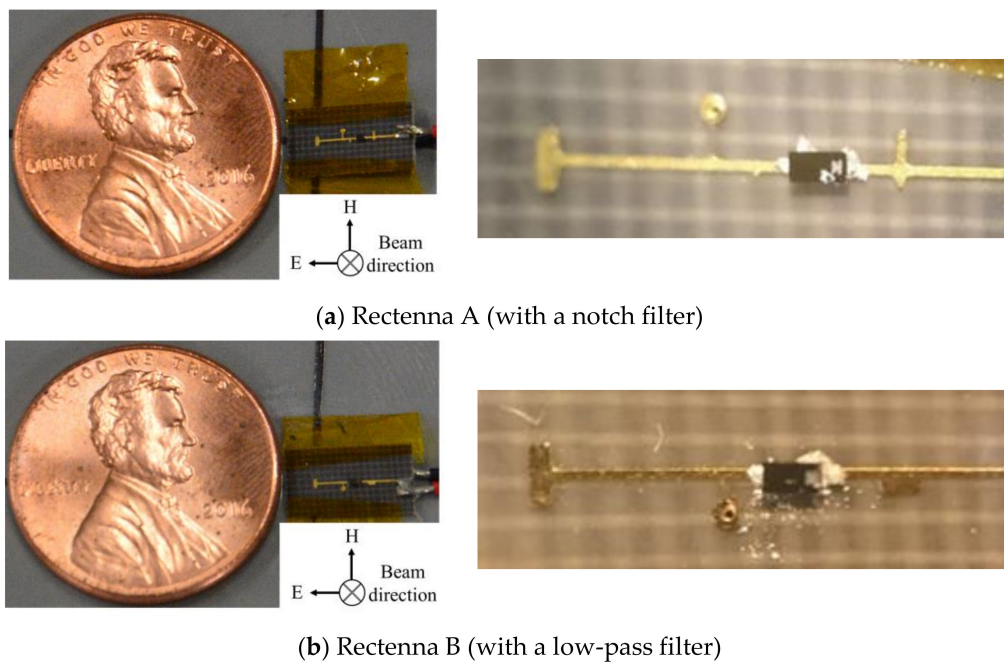 IN GOD WE TRUST
LIBERTY
2016
H
E
Beam
direction
(a) Rectenna A (with a notch filter)
IN GOD WE TRUST
LIBERTY
2016
H
E
Beam
direction
(b) Rectenna B (with a low-pass filter)